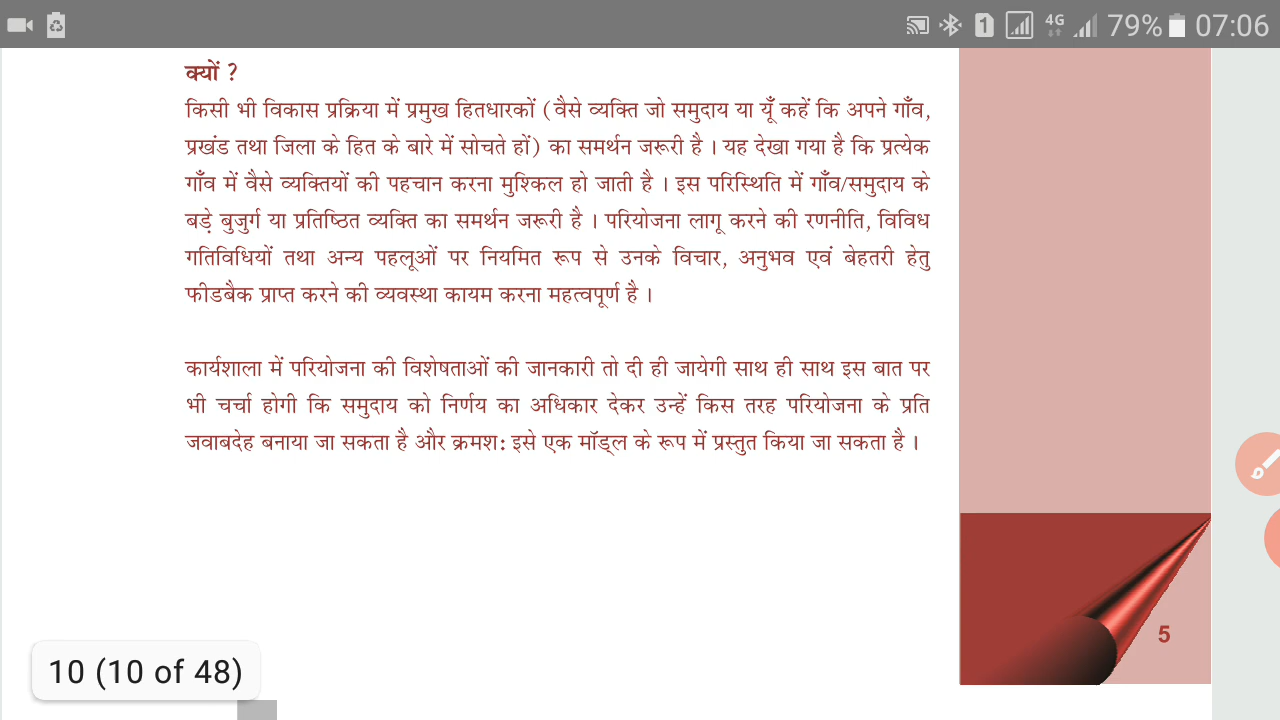 4G 79% 07:06
क्यों ?
किसी भी विकास प्रक्रिया में प्रमुख हितधारकों (वैसे व्यक्ति जो समुदाय या यूँ कहें कि अपने गाँव,
प्रखंड तथा जिला के हित के बारे में सोचते हों) का समर्थन जरूरी है । यह देखा गया है कि प्रत्येक
गाँव में वैसे व्यक्तियों की पहचान करना मुश्किल हो जाती है । इस परिस्थिति में गाँव/समुदाय के
बड़े बुजुर्ग या प्रतिष्ठित व्यक्ति का समर्थन जरूरी है । परियोजना लागू करने की रणनीति, विविध
गतिविधियों तथा अन्य पहलूओं पर नियमित रूप से उनके विचार, अनुभव एवं बेहतरी हेतु
फीडबैक प्राप्त करने की व्यवस्था कायम करना महत्वपूर्ण है ।
कार्यशाला में परियोजना की विशेषताओं की जानकारी तो दी ही जायेगी साथ ही साथ इस बात पर
भी चर्चा होगी कि समुदाय को निर्णय का अधिकार देकर उन्हें किस तरह परियोजना के प्रति
जवाबदेह बनाया जा सकता है और क्रमश: इसे एक मॉड्ल के रूप में प्रस्तुत किया जा सकता है ।
5
10 (10 of 48)